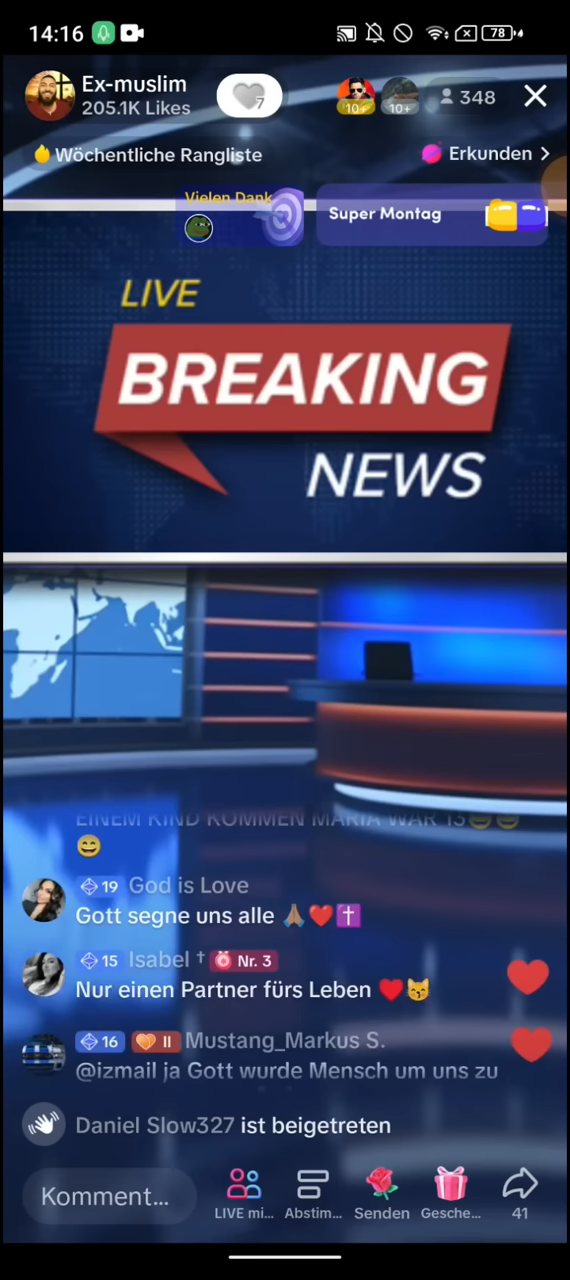 14:16
78
Ex-muslim
205.1K Likes
7
10+
10+
348
Wöchentliche Rangliste
Erkunden
Vielen Dank
Super Montag
LIVE
BREAKING
NEWS
EINEM KIND KOMMEN MARIA WAR 13😅😅
😄
19 God is Love
Gott segne uns alle 🙏🏽❤️✝️
15 Isabel † Nr. 3
Nur einen Partner fürs Leben ♥️😽
16 II Mustang_Markus S.
@izmail ja Gott wurde Mensch um uns zu
Daniel Slow327 ist beigetreten
Komment...
LIVE mi...
Abstim...
Senden
Gesche...
41